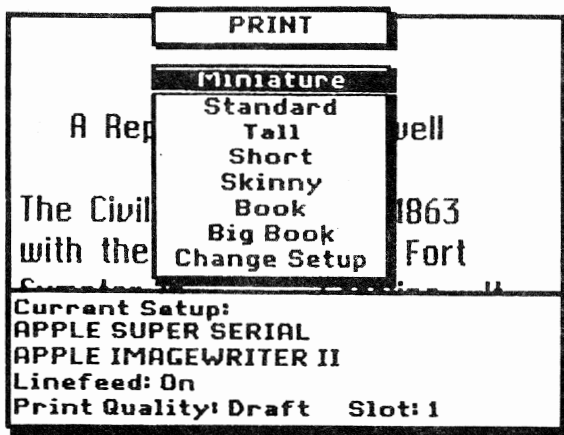 PRINT
Miniature
Standard
Tall
Short
Skinny
Book
Big Book
Change Setup
A Rep well
The Civil 1863
with the Fort
Current Setup:
APPLE SUPER SERIAL
APPLE IMAGEWRITER II
Linefeed: On
Print Quality: Draft Slot: 1